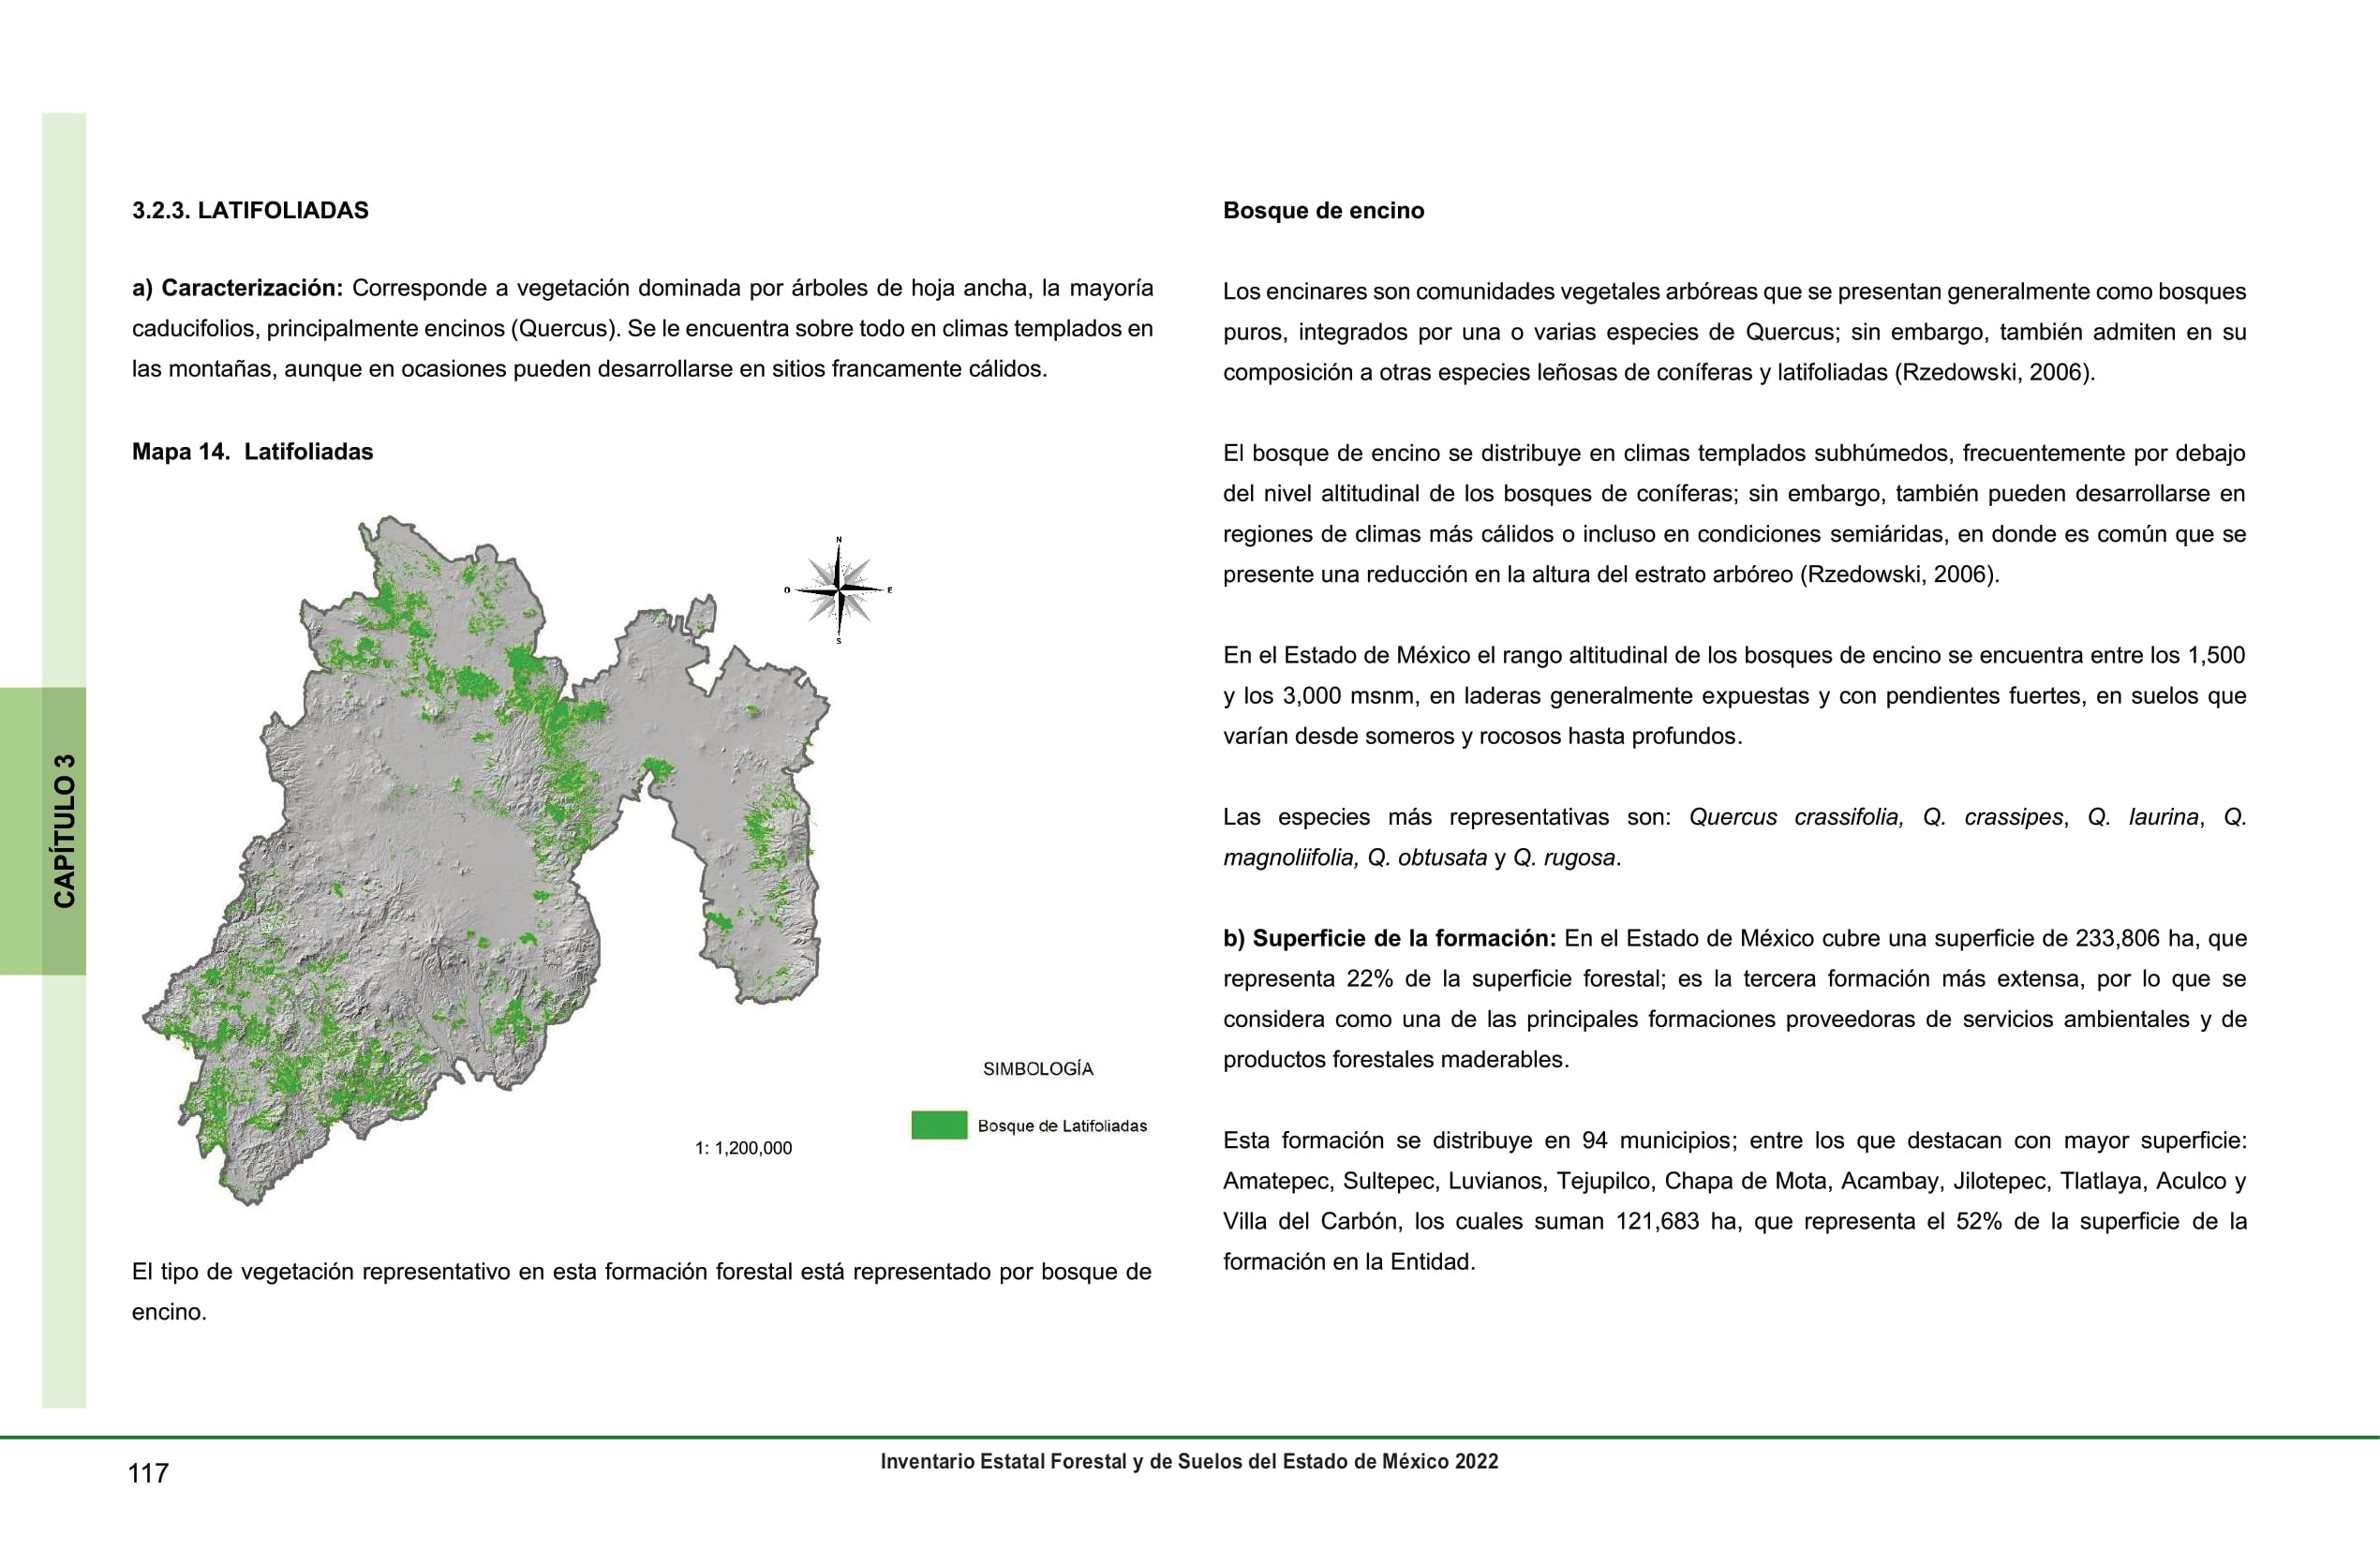 3.2.3. LATIFOLIADAS
a) Caracterización: Corresponde a vegetación dominada por árboles de hoja ancha, la mayoría
caducifolios, principalmente encinos (Quercus). Se le encuentra sobre todo en climas templados en
las montañas, aunque en ocasiones pueden desarrollarse en sitios francamente cálidos.
Mapa 14. Latifoliadas
N
O
E
S
SIMBOLOGÍA
Bosque de Latifoliadas
1: 1,200,000
El tipo de vegetación representativo en esta formación forestal está representado por bosque de
encino.
Bosque de encino
Los encinares son comunidades vegetales arbóreas que se presentan generalmente como bosques
puros, integrados por una o varias especies de Quercus; sin embargo, también admiten en su
composición a otras especies leñosas de coníferas y latifoliadas (Rzedowski, 2006).
El bosque de encino se distribuye en climas templados subhúmedos, frecuentemente por debajo
del nivel altitudinal de los bosques de coníferas; sin embargo, también pueden desarrollarse en
regiones de climas más cálidos o incluso en condiciones semiáridas, en donde es común que se
presente una reducción en la altura del estrato arbóreo (Rzedowski, 2006).
En el Estado de México el rango altitudinal de los bosques de encino se encuentra entre los 1,500
y los 3,000 msnm, en laderas generalmente expuestas y con pendientes fuertes, en suelos que
varían desde someros y rocosos hasta profundos.
Las especies más representativas son: Quercus crassifolia, Q. crassipes, Q. laurina, Q.
magnoliifolia, Q. obtusata y Q. rugosa.
b) Superficie de la formación: En el Estado de México cubre una superficie de 233,806 ha, que
representa 22% de la superficie forestal; es la tercera formación más extensa, por lo que se
considera como una de las principales formaciones proveedoras de servicios ambientales y de
productos forestales maderables.
Esta formación se distribuye en 94 municipios; entre los que destacan con mayor superficie:
Amatepec, Sultepec, Luvianos, Tejupilco, Chapa de Mota, Acambay, Jilotepec, Tlatlaya, Aculco y
Villa del Carbón, los cuales suman 121,683 ha, que representa el 52% de la superficie de la
formación en la Entidad.
CAPÍTULO 3
117
Inventario Estatal Forestal y de Suelos del Estado de México 2022